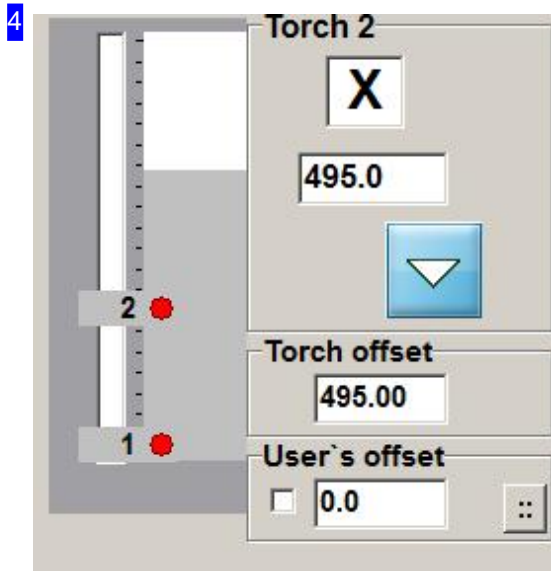 4
Torch 2
X
495.0
2
Torch offset
495.00
1
User`s offset
0.0
::